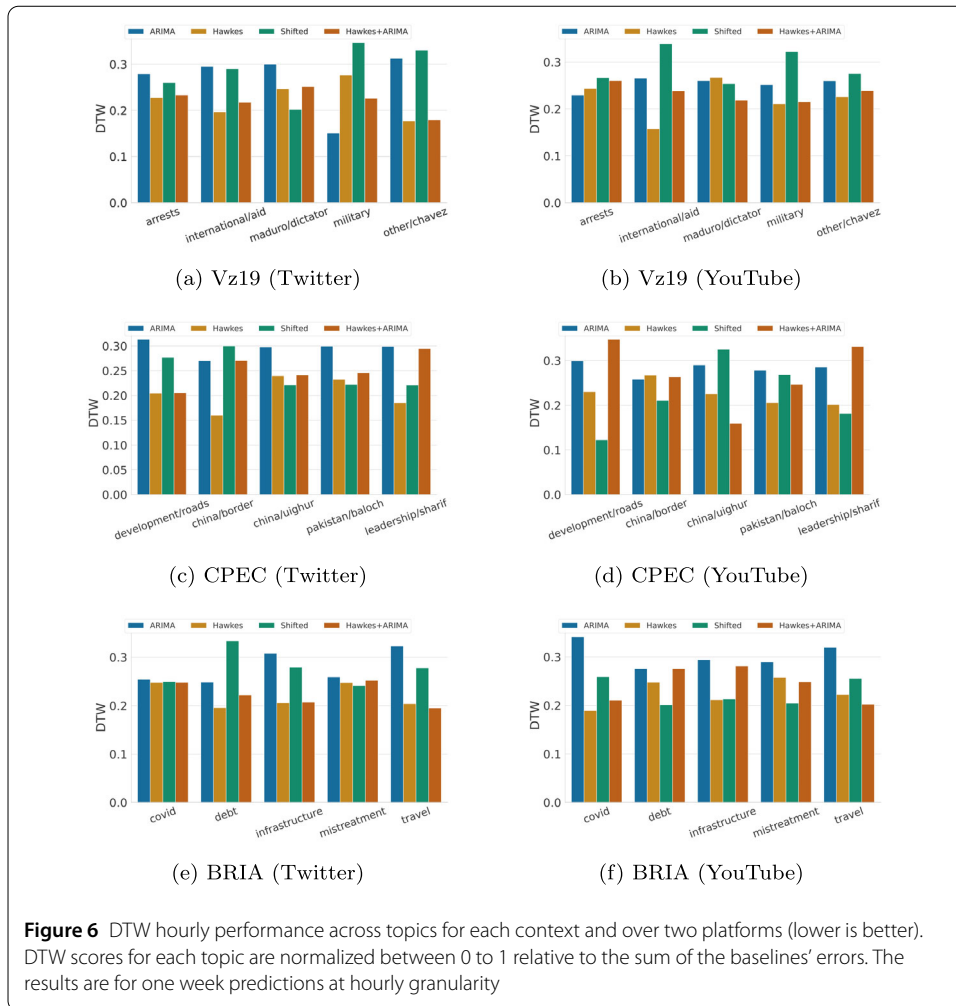 ARIMA Hawkes Shifted Hawkes+ARIMA
DTW
0.3
0.2
0.1
0.0
arrests international/aid maduro/dictator military other/chavez
(a) Vz19 (Twitter)
ARIMA Hawkes Shifted Hawkes+ARIMA
DTW
0.3
0.2
0.1
0.0
arrests international/aid maduro/dictator military other/chavez
(b) Vz19 (YouTube)
ARIMA Hawkes Shifted Hawkes+ARIMA
DTW
0.30
0.25
0.20
0.15
0.10
0.05
0.00
development/roads china/border china/uighur pakistan/baloch leadership/sharif
(c) CPEC (Twitter)
ARIMA Hawkes Shifted Hawkes+ARIMA
DTW
0.3
0.2
0.1
0.0
development/roads china/border china/uighur pakistan/baloch leadership/sharif
(d) CPEC (YouTube)
ARIMA Hawkes Shifted Hawkes+ARIMA
DTW
0.3
0.2
0.1
0.0
covid debt infrastructure mistreatment travel
(e) BRIA (Twitter)
ARIMA Hawkes Shifted Hawkes+ARIMA
DTW
0.3
0.2
0.1
0.0
covid debt infrastructure mistreatment travel
(f) BRIA (YouTube)
Figure 6 DTW hourly performance across topics for each context and over two platforms (lower is better).
DTW scores for each topic are normalized between 0 to 1 relative to the sum of the baselines' errors. The
results are for one week predictions at hourly granularity